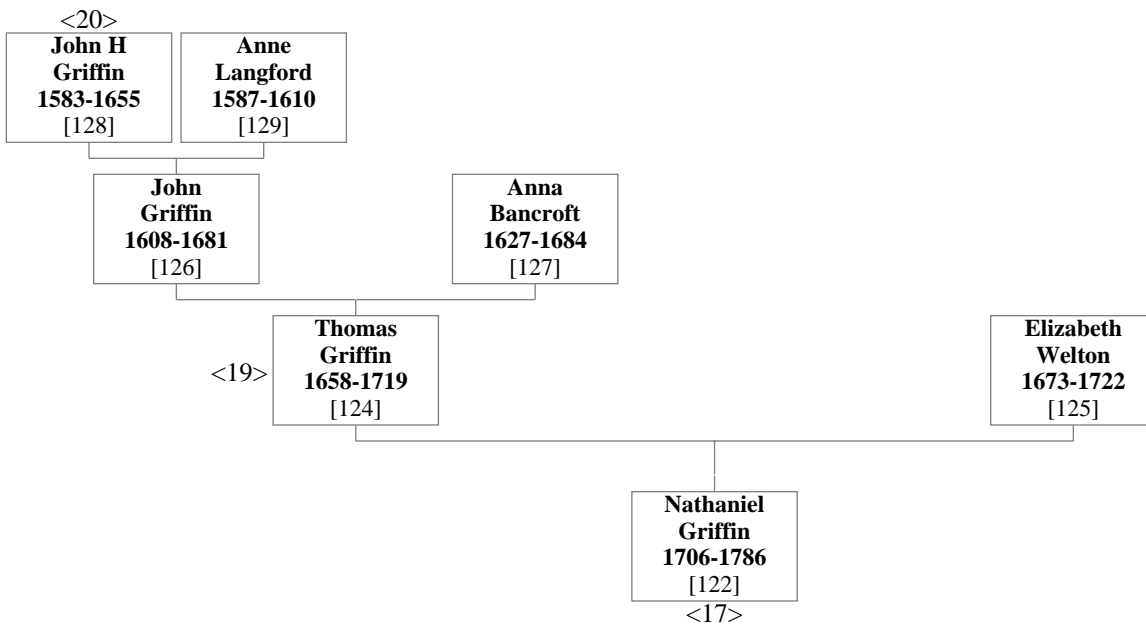 <20>
John H
Griffin
1583-1655
[128]
Anne
Langford
1587-1610
[129]
John
Griffin
1608-1681
[126]
Anna
Bancroft
1627-1684
[127]
<19>
Thomas
Griffin
1658-1719
[124]
Elizabeth
Welton
1673-1722
[125]
Nathaniel
Griffin
1706-1786
[122]
<17>